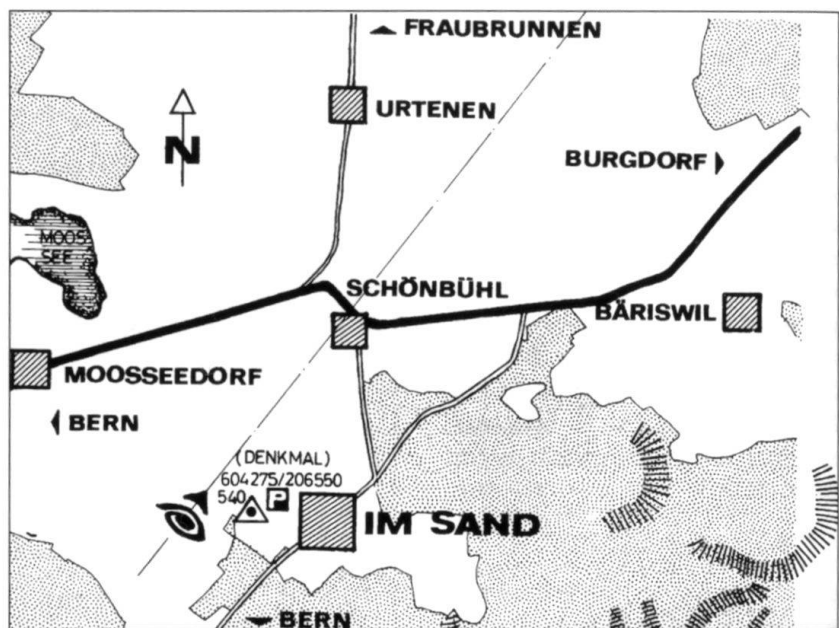 FRAUBRUNNEN
URTENEN
N
BURGDORF
MOOS
SEE
SCHÖNBÜHL
BÄRISWIL
MOOSSEEDORF
BERN
(DENKMAL)
604275/206550
540
P
IM SAND
BERN